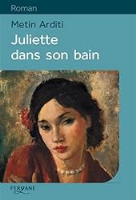 Roman
Metin Arditi
Juliette
dans son bain